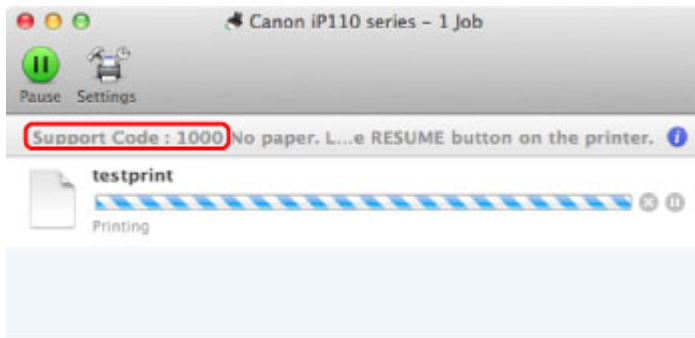 Canon iP110 series – 1 Job
Pause Settings
Support Code : 1000 No paper. L...e RESUME button on the printer.
testprint
Printing